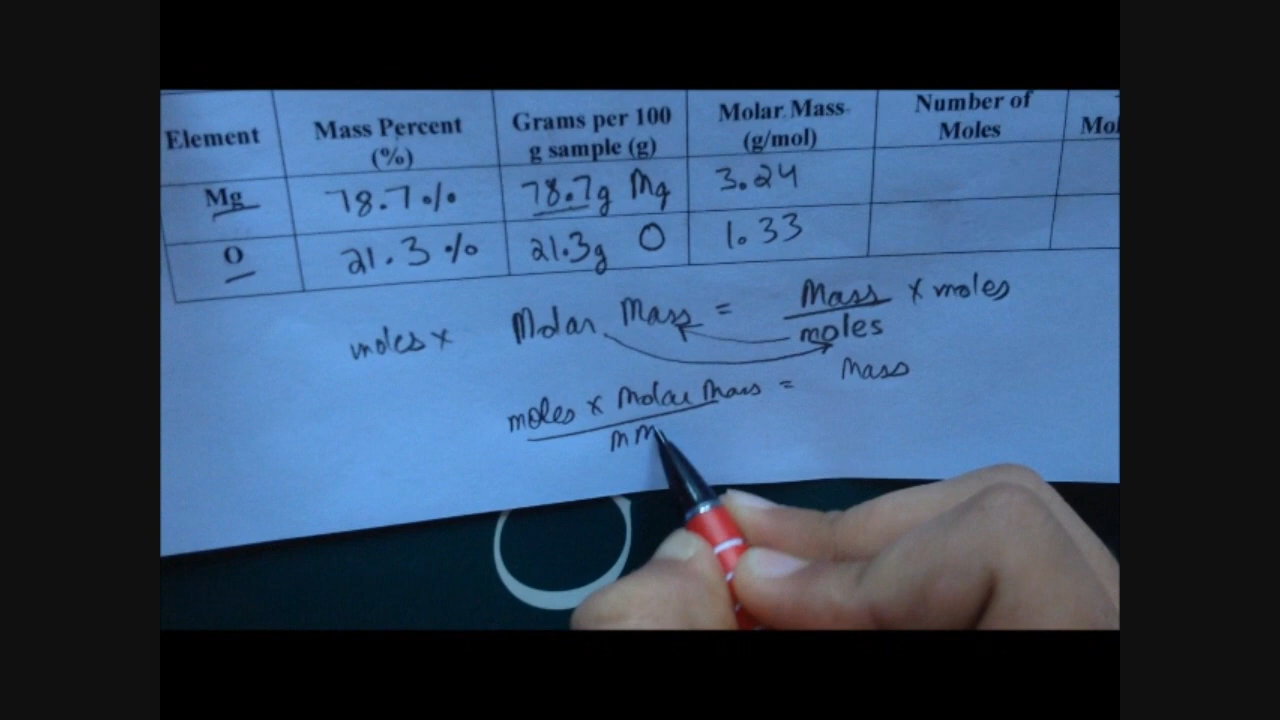 Element Mass Percent (%) Grams per 100 g sample (g) Molar Mass (g/mol) Number of Moles
Mg 78.7% 78.7g Mg 3.24
O 21.3% 21.3g O 1.33
moles x Molar Mass = Mass / moles x moles
moles x Molar Mass = Mass
mM